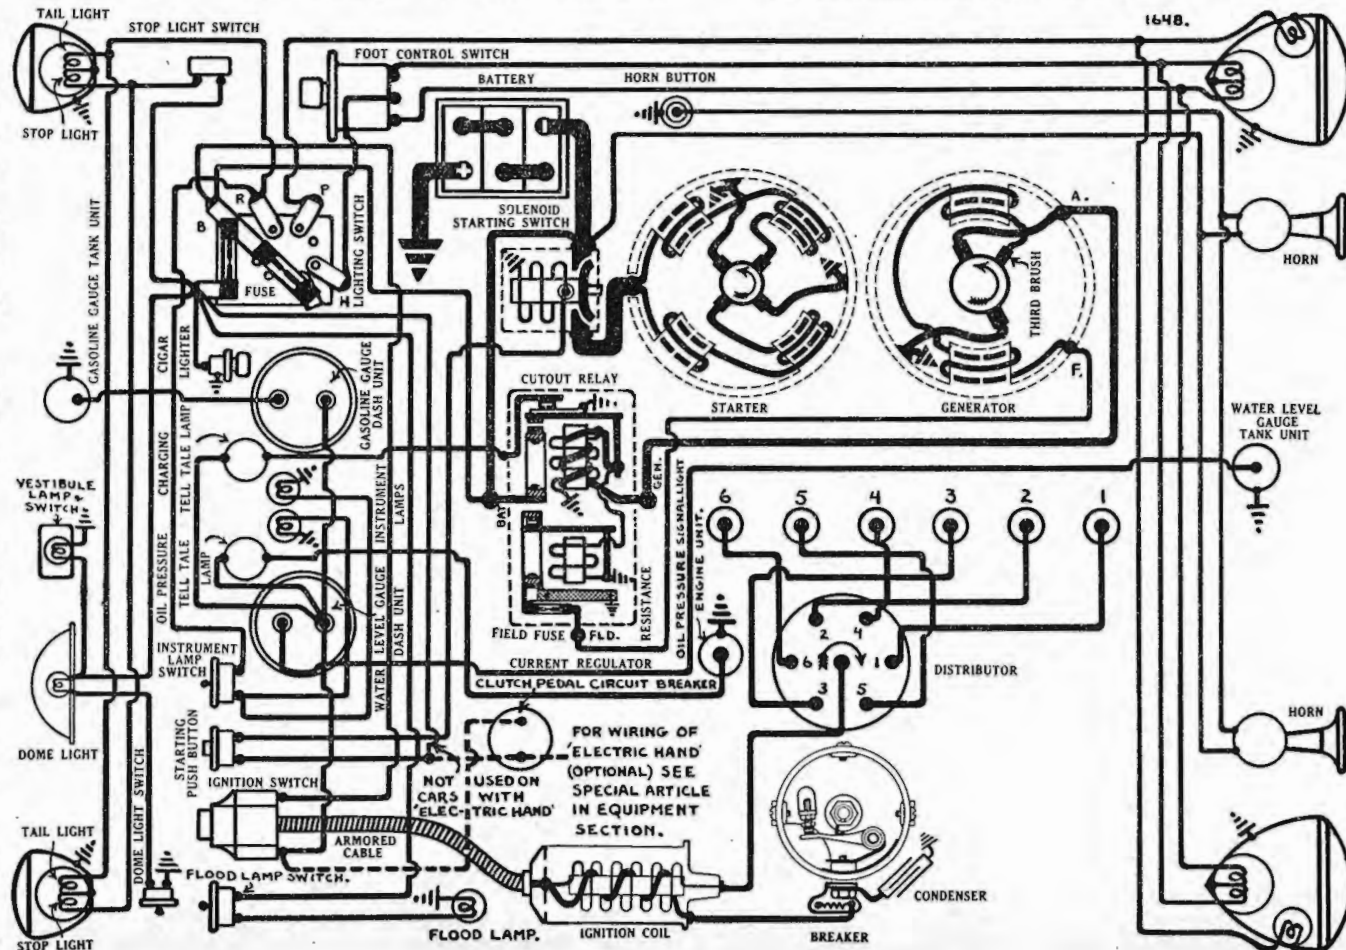 TAIL LIGHT
STOP LIGHT SWITCH
1648.
FOOT CONTROL SWITCH
BATTERY
HORN BUTTON
STOP LIGHT
GASOLINE GAUGE TANK UNIT
R
P
B
H
FUSE
LIGHTING SWITCH
SOLENOID
STARTING SWITCH
A.
THIRD BRUSH
F.
HORN
CIGAR
LIGHTER
GASOLINE GAUGE
DASH UNIT
CUTOUT RELAY
STARTER
GENERATOR
WATER LEVEL
GAUGE
TANK UNIT
CHARGING
TELL TALE LAMP
VESTIBULE
LAMP &
SWITCH.
INSTRUMENT
LAMPS
BAT
GEN.
RESISTANCE
OIL PRESSURE SIGNAL LIGHT
ENGINE UNIT.
6
5
4
3
2
1
OIL PRESSURE
TELL TALE
LAMP
WATER LEVEL GAUGE
DASH UNIT
FIELD FUSE
FLD.
CURRENT REGULATOR
2
4
6
1
3
5
DISTRIBUTOR
INSTRUMENT
LAMP
SWITCH
CLUTCH PEDAL CIRCUIT BREAKER
DOME LIGHT
STARTING
PUSH BUTTON
HORN
FOR WIRING OF
'ELECTRIC HAND'
(OPTIONAL) SEE
SPECIAL ARTICLE
IN EQUIPMENT
SECTION.
NOT USED ON
CARS WITH
'ELEC-TRIC HAND'
IGNITION SWITCH
DOME LIGHT SWITCH
ARMORED
CABLE
TAIL LIGHT
FLOOD LAMP SWITCH.
CONDENSER
STOP LIGHT
FLOOD LAMP.
IGNITION COIL
BREAKER